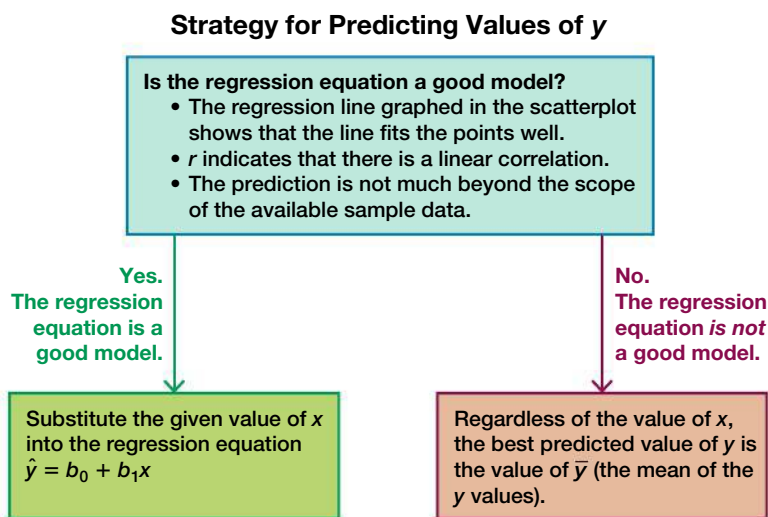 Strategy for Predicting Values of y
Is the regression equation a good model?
• The regression line graphed in the scatterplot
shows that the line fits the points well.
• r indicates that there is a linear correlation.
• The prediction is not much beyond the scope
of the available sample data.
Yes.
The regression
equation is a
good model.
No.
The regression
equation is not
a good model.
Substitute the given value of x
into the regression equation
ŷ = b₀ + b₁x
Regardless of the value of x,
the best predicted value of y is
the value of y̅ (the mean of the
y values).